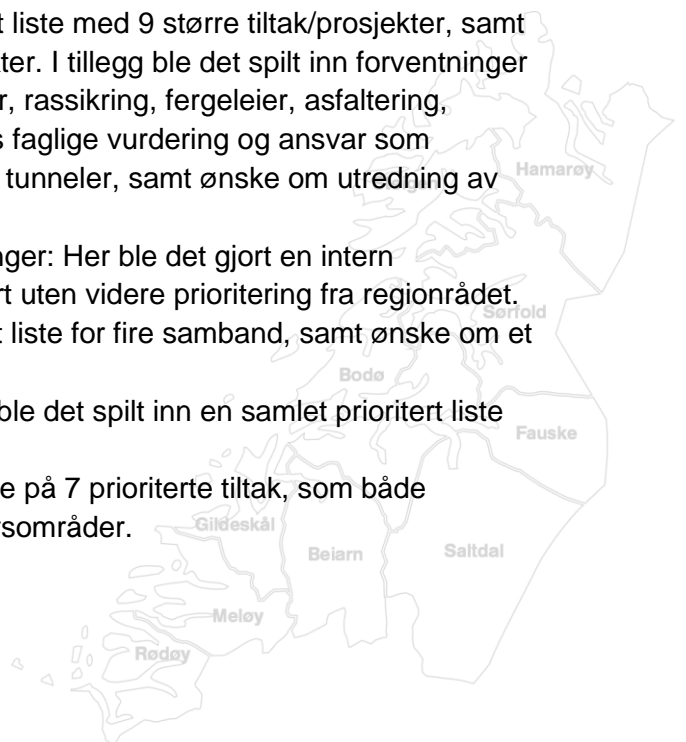 t liste med 9 større tiltak/prosjekter, samt
ter. I tillegg ble det spilt inn forventninger
r, rassikring, fergeleier, asfaltering,
s faglige vurdering og ansvar som
tunneler, samt ønske om utredning av
Hamarøy
nger: Her ble det gjort en intern
rt uten videre prioritering fra regionrådet.
Sørfold
t liste for fire samband, samt ønske om et
Bodø
ble det spilt inn en samlet prioritert liste
Fauske
e på 7 prioriterte tiltak, som både
rsområder.
Gildeskål
Beiarn
Saltdal
Meløy
Rødøy